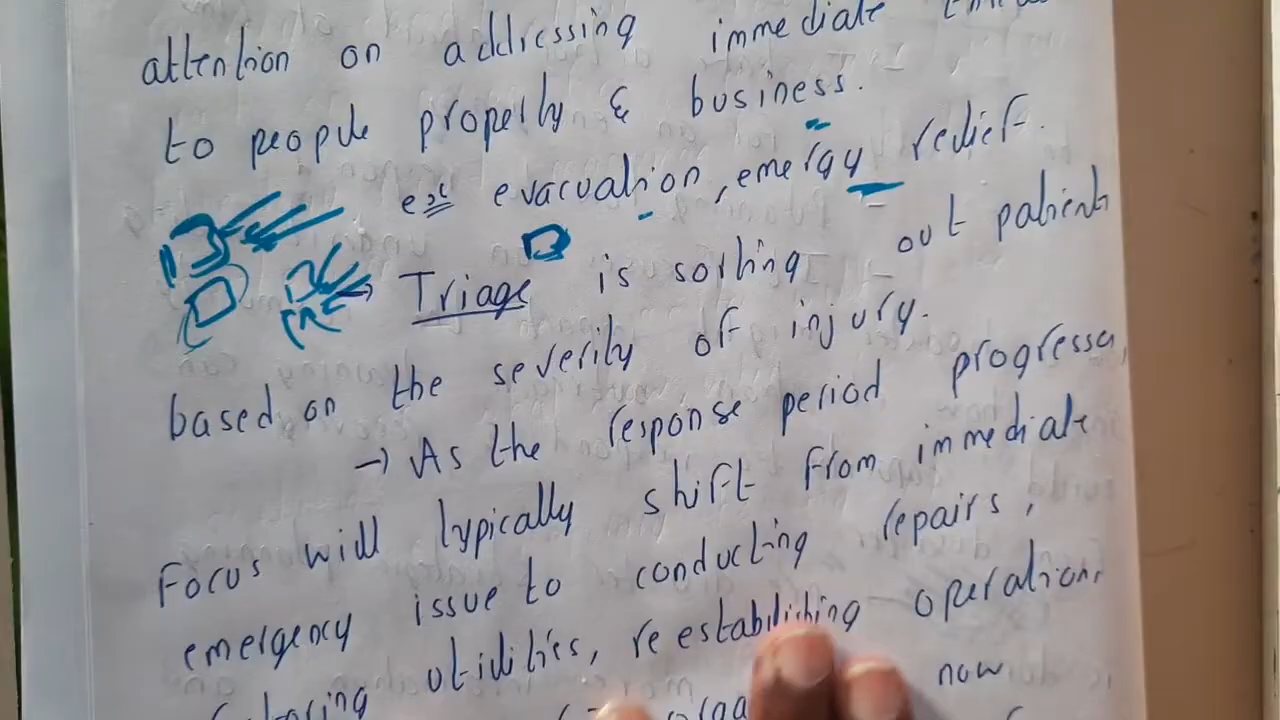 attention on addressing immediate
to people property & business.
ex: evacuation, emergy relief.
→ Triage is sorting out patients
based on the severity of injury.
→ As the response period progresses,
Focus will typically shift from immediate
emergency issue to conducting repairs,
utilities, reestablishing operations,
now